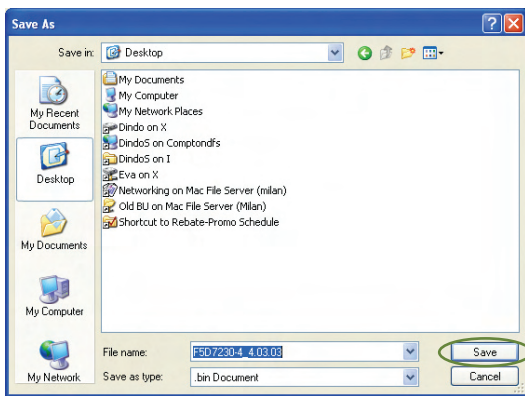 Save As
Save in: Desktop
My Recent Documents
Desktop
My Documents
My Computer
My Network
My Documents
My Computer
My Network Places
Dindo on X
DindoS on Comptondfs
DindoS on I
Eva on X
Networking on Mac File Server (milan)
Old BU on Mac File Server (Milan)
Shortcut to Rebate-Promo Schedule
File name: F5D7230-4_4.03.03 Save
Save as type: .bin Document Cancel